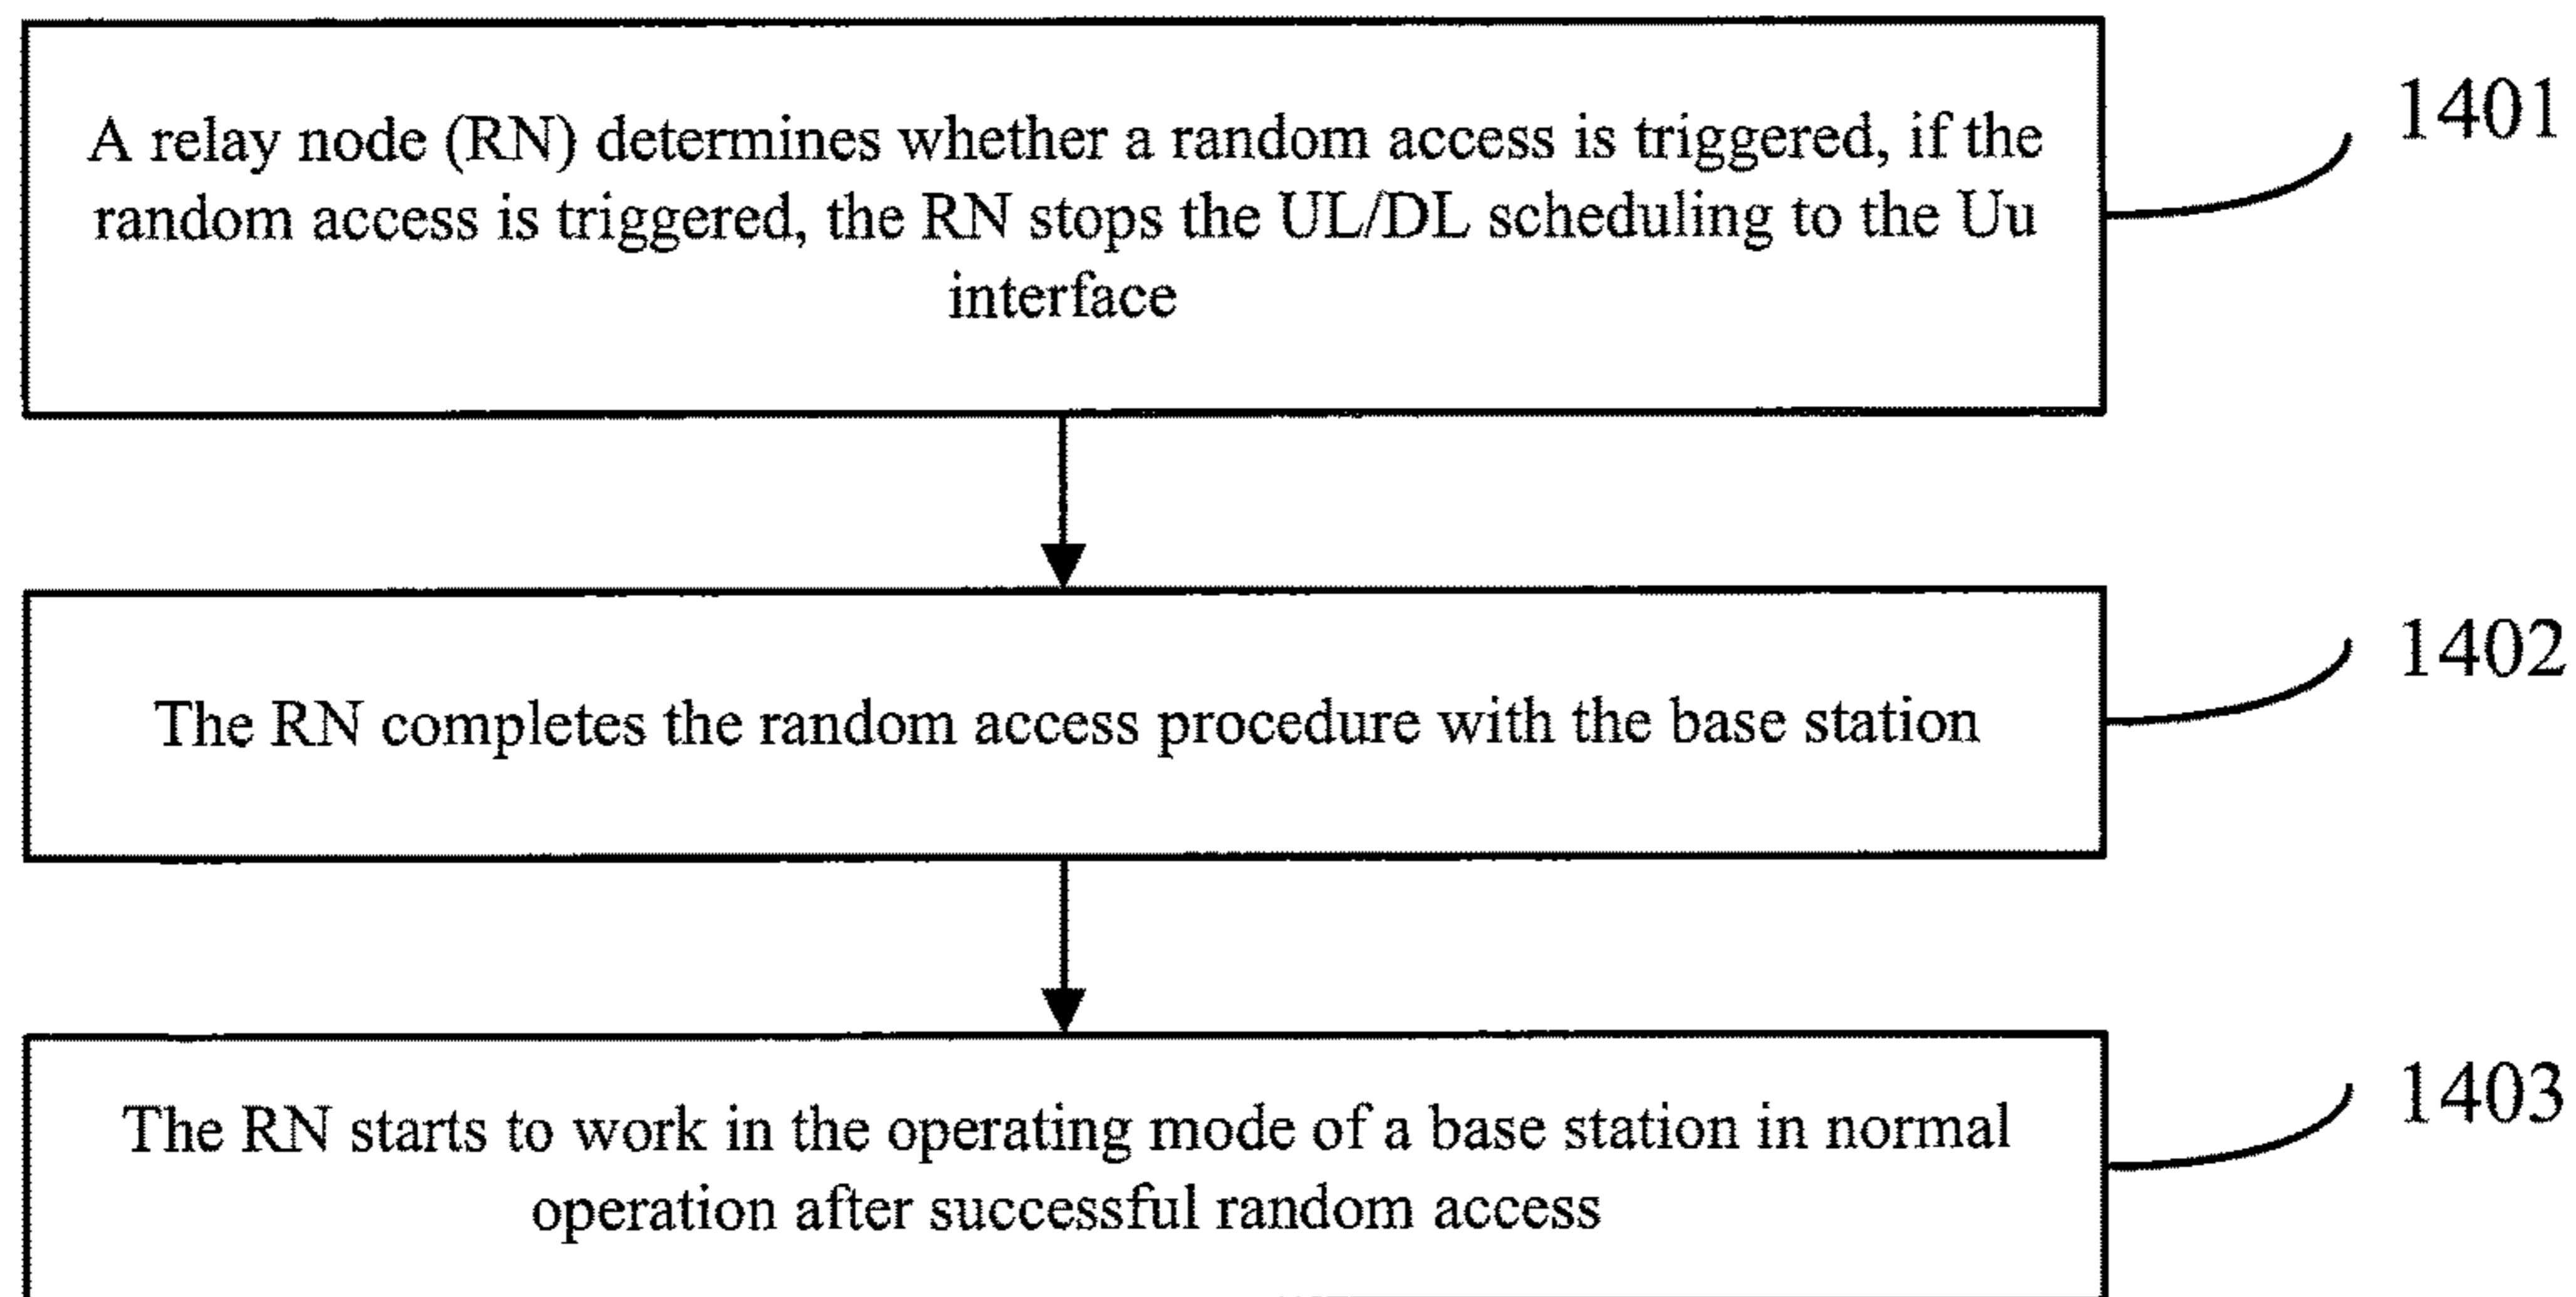 A relay node (RN) determines whether a random access is triggered, if the
random access is triggered, the RN stops the UL/DL scheduling to the Uu
interface
1401
The RN completes the random access procedure with the base station
1402
The RN starts to work in the operating mode of a base station in normal
operation after successful random access
1403